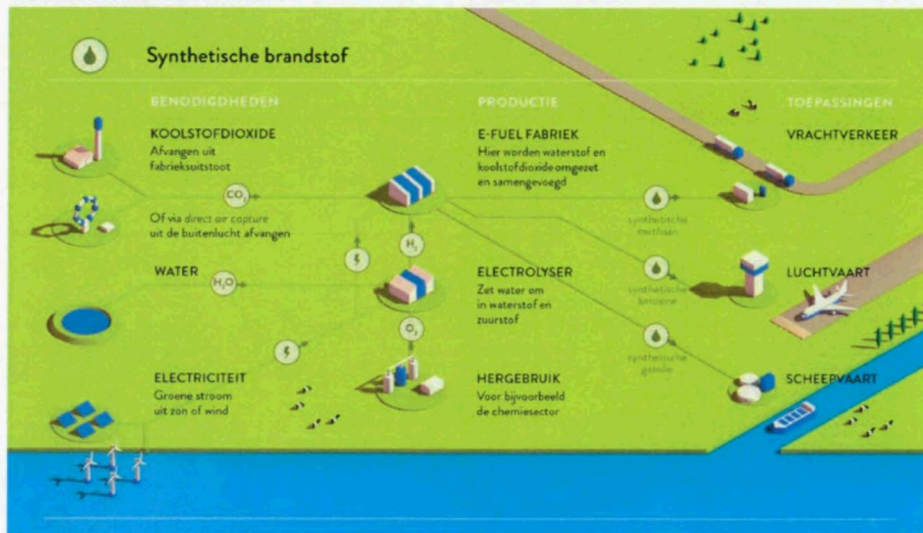 Synthetische brandstof
BENODIGDHEDEN
PRODUCTIE
TOEPASSINGEN
KOOLSTOFDIOXIDE
Afvangen uit
fabrieksuitstoot
E-FUEL FABRIEK
Hier worden waterstof en
koolstofdioxide omgezet
en samengevoegd
VRACHTVERKEER
CO₂
synthetische
methaan
Of via direct air capture
uit de buitenlucht afvangen
H₂
WATER
H₂O
ELECTROLYSER
Zet water om
in waterstof en
zuurstof
synthetische
kerosine
LUCHTVAART
O₂
synthetische
gasolie
ELECTRICITEIT
Groene stroom
uit zon of wind
HERGEBRUIK
Voor bijvoorbeeld
de chemiesector
SCHEEPVAART